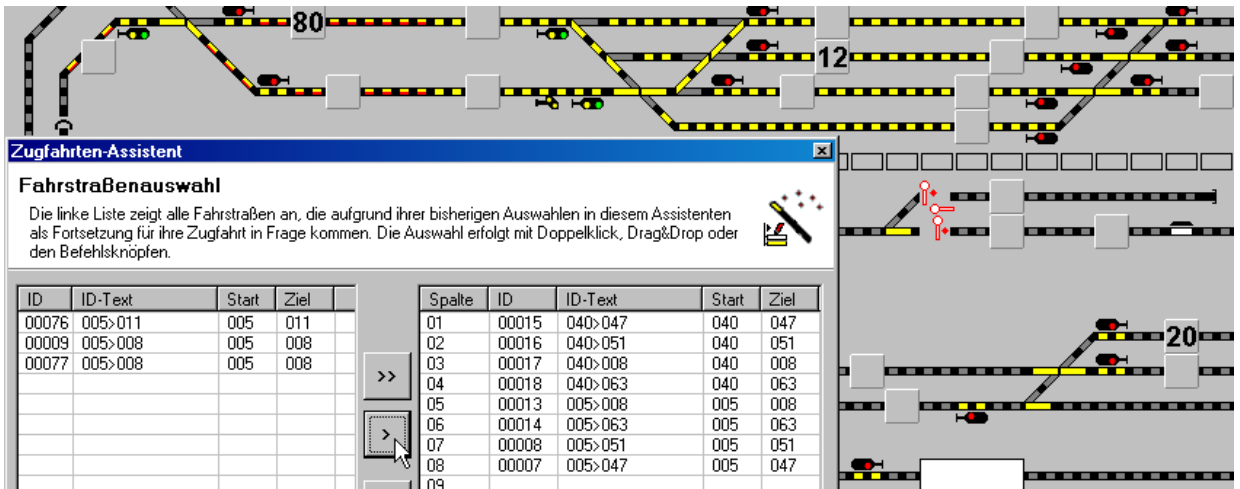 80
12
Zugfahrten-Assistent
Fahrstraßenauswahl
Die linke Liste zeigt alle Fahrstraßen an, die aufgrund ihrer bisherigen Auswahlen in diesem Assistenten
als Fortsetzung für ihre Zugfahrt in Frage kommen. Die Auswahl erfolgt mit Doppelklick, Drag&Drop oder
den Befehlsknöpfen.
ID ID-Text Start Ziel
00076 005>011 005 011
00009 005>008 005 008
00077 005>008 005 008
>>
>
Spalte ID ID-Text Start Ziel
01 00015 040>047 040 047
02 00016 040>051 040 051
03 00017 040>008 040 008
04 00018 040>063 040 063
05 00013 005>008 005 008
06 00014 005>063 005 063
07 00008 005>051 005 051
08 00007 005>047 005 047
09
20